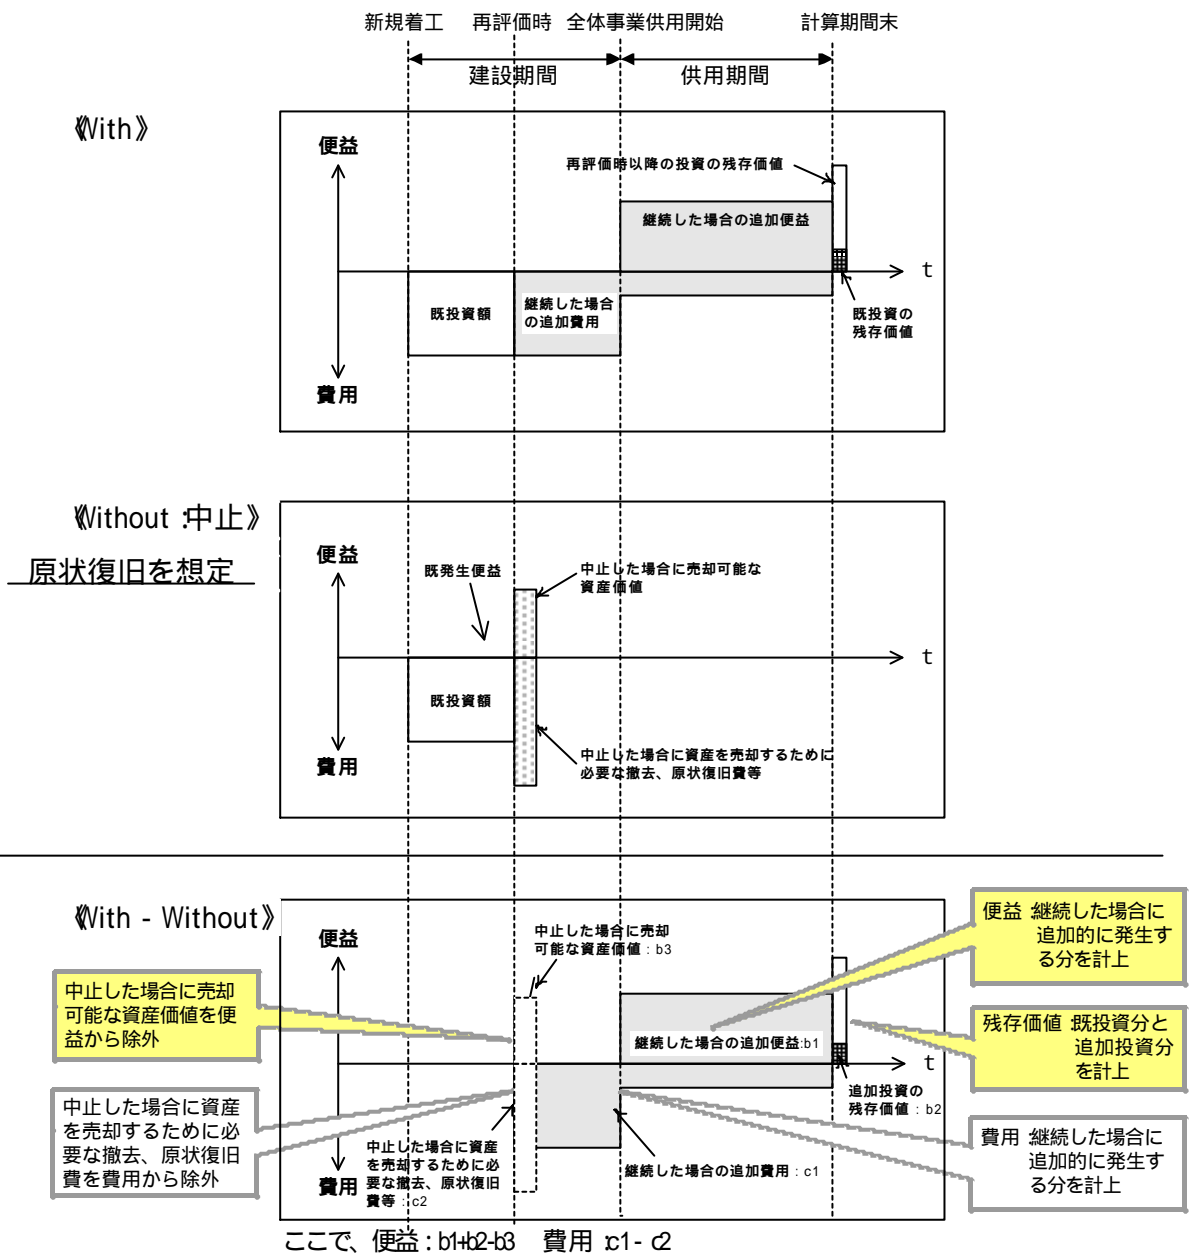 新規着工 再評価時 全体事業供用開始 計算期間末
建設期間 供用期間
《With》
便益
再評価時以降の投資の残存価値
継続した場合の追加便益
t
既投資額
継続した場合
の追加費用
既投資の
残存価値
費用
《Without:中止》
原状復旧を想定
便益
既発生便益
中止した場合に売却可能な
資産価値
t
既投資額
中止した場合に資産を売却するために
必要な撤去、原状復旧費等
費用
《With - Without》
便益
中止した場合に売却
可能な資産価値:b3
便益:継続した場合に
追加的に発生す
る分を計上
中止した場合に売却
可能な資産価値を便
益から除外
継続した場合の追加便益:b1
残存価値:既投資分と
追加投資分
を計上
t
追加投資の
残存価値:b2
中止した場合に資産
を売却するために必
要な撤去、原状復旧
費を費用から除外
中止した場合に資産
を売却するために必
要な撤去、原状復旧
費等:c2
継続した場合の追加費用:c1
費用:継続した場合に
追加的に発生す
る分を計上
費用
ここで、便益:b1+b2-b3 費用:c1-c2